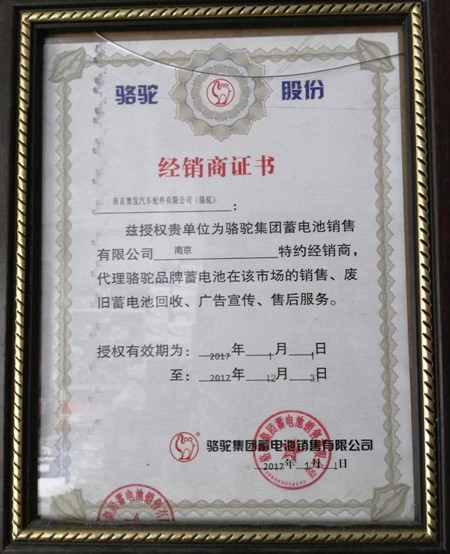 骆驼 股份
经销商证书
南京奥发汽车配件有限公司（骆驼）：
兹授权贵单位为骆驼集团蓄电池销售
有限公司 南京 特约经销商，
代理骆驼品牌蓄电池在该市场的销售、废
旧蓄电池回收、广告宣传、售后服务。
授权有效期为： 2017 年 1 月 1 日
至： 2017 年 12 月 31 日
骆驼集团蓄电池销售有限公司
2017 年 1 月 1 日